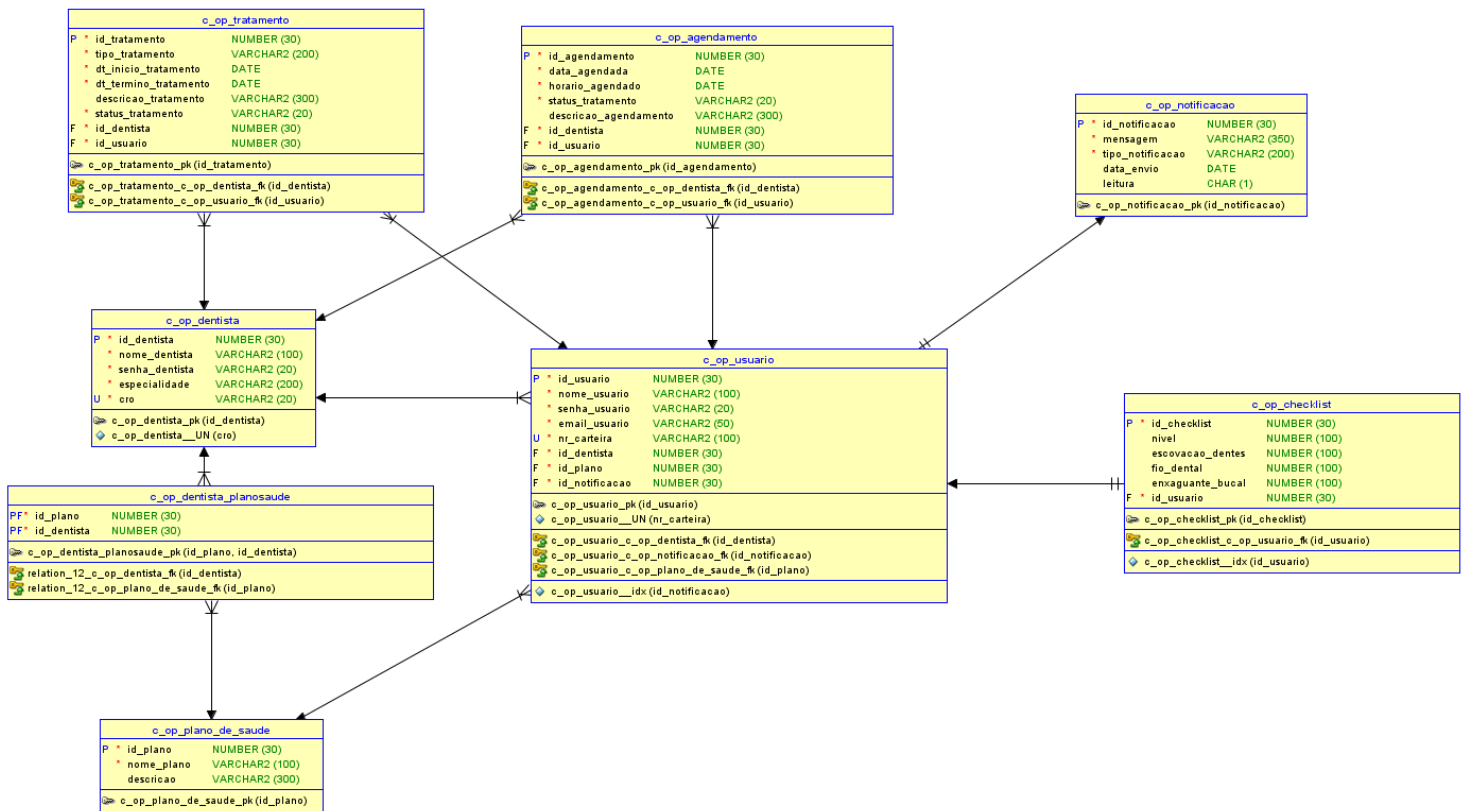 c_op_tratamento
P * id_tratamento NUMBER (30)
* tipo_tratamento VARCHAR2 (200)
* dt_inicio_tratamento DATE
* dt_termino_tratamento DATE
descricao_tratamento VARCHAR2 (300)
* status_tratamento VARCHAR2 (20)
F * id_dentista NUMBER (30)
F * id_usuario NUMBER (30)
c_op_tratamento_pk (id_tratamento)
c_op_tratamento_c_op_dentista_fk (id_dentista)
c_op_tratamento_c_op_usuario_fk (id_usuario)
c_op_agendamento
P * id_agendamento NUMBER (30)
* data_agendada DATE
* horario_agendado DATE
* status_tratamento VARCHAR2 (20)
descricao_agendamento VARCHAR2 (300)
F * id_dentista NUMBER (30)
F * id_usuario NUMBER (30)
c_op_agendamento_pk (id_agendamento)
c_op_agendamento_c_op_dentista_fk (id_dentista)
c_op_agendamento_c_op_usuario_fk (id_usuario)
c_op_notificacao
P * id_notificacao NUMBER (30)
* mensagem VARCHAR2 (350)
* tipo_notificacao VARCHAR2 (200)
data_envio DATE
leitura CHAR (1)
c_op_notificacao_pk (id_notificacao)
c_op_dentista
P * id_dentista NUMBER (30)
* nome_dentista VARCHAR2 (100)
* senha_dentista VARCHAR2 (20)
* especialidade VARCHAR2 (200)
U * cro VARCHAR2 (20)
c_op_dentista_pk (id_dentista)
c_op_dentista__UN (cro)
c_op_usuario
P * id_usuario NUMBER (30)
* nome_usuario VARCHAR2 (100)
* senha_usuario VARCHAR2 (20)
* email_usuario VARCHAR2 (50)
U * nr_carteira VARCHAR2 (100)
F * id_dentista NUMBER (30)
F * id_plano NUMBER (30)
F * id_notificacao NUMBER (30)
c_op_usuario_pk (id_usuario)
c_op_usuario__UN (nr_carteira)
c_op_usuario_c_op_dentista_fk (id_dentista)
c_op_usuario_c_op_notificacao_fk (id_notificacao)
c_op_usuario_c_op_plano_de_saude_fk (id_plano)
c_op_usuario__idx (id_notificacao)
c_op_checklist
P * id_checklist NUMBER (30)
nivel NUMBER (100)
escovacao_dentes NUMBER (100)
fio_dental NUMBER (100)
enxaguante_bucal NUMBER (100)
F * id_usuario NUMBER (30)
c_op_checklist_pk (id_checklist)
c_op_checklist_c_op_usuario_fk (id_usuario)
c_op_checklist__idx (id_usuario)
c_op_dentista_planosaude
PF* id_plano NUMBER (30)
PF* id_dentista NUMBER (30)
c_op_dentista_planosaude_pk (id_plano, id_dentista)
relation_12_c_op_dentista_fk (id_dentista)
relation_12_c_op_plano_de_saude_fk (id_plano)
c_op_plano_de_saude
P * id_plano NUMBER (30)
* nome_plano VARCHAR2 (100)
descricao VARCHAR2 (300)
c_op_plano_de_saude_pk (id_plano)